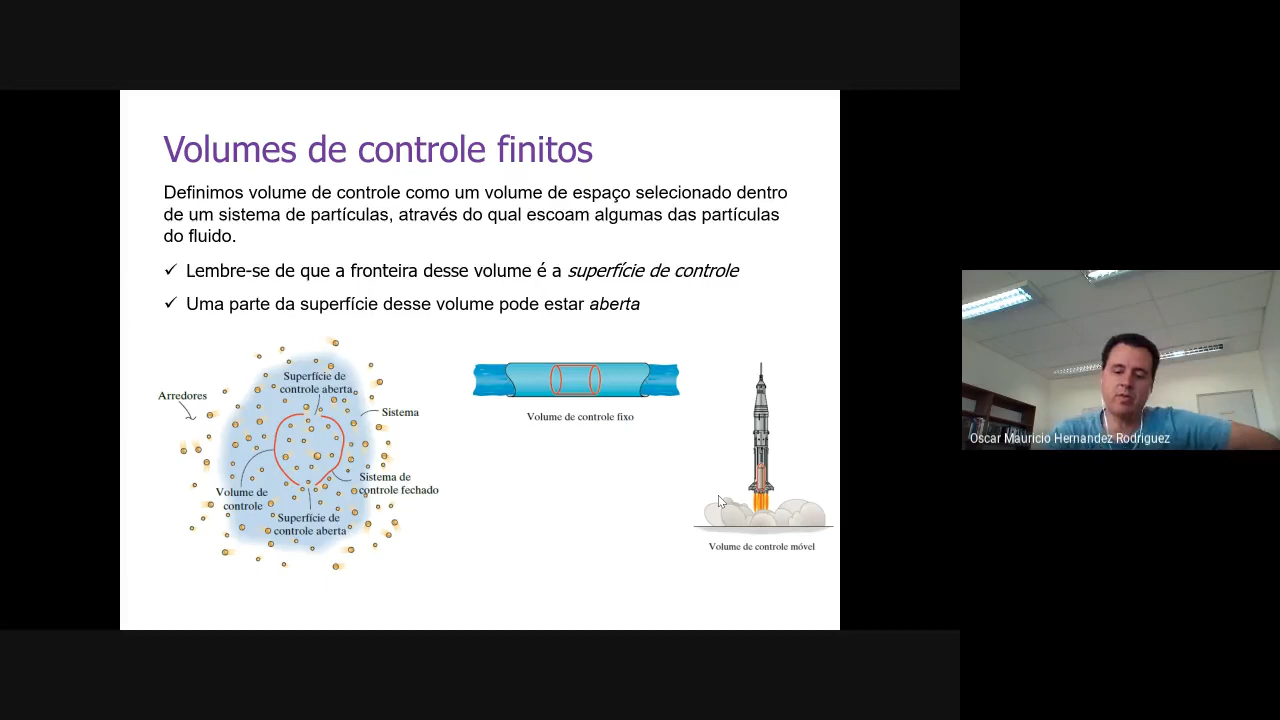 Volumes de controle finitos
Definimos volume de controle como um volume de espaço selecionado dentro
de um sistema de partículas, através do qual escoam algumas das partículas
do fluido.
✓ Lembre-se de que a fronteira desse volume é a superfície de controle
✓ Uma parte da superfície desse volume pode estar aberta
Superfície de
controle aberta
Arredores
Sistema
Sistema de
controle fechado
Volume de
controle
Superfície de
controle aberta
Volume de controle fixo
Volume de controle móvel
Oscar Mauricio Hernandez Rodriguez